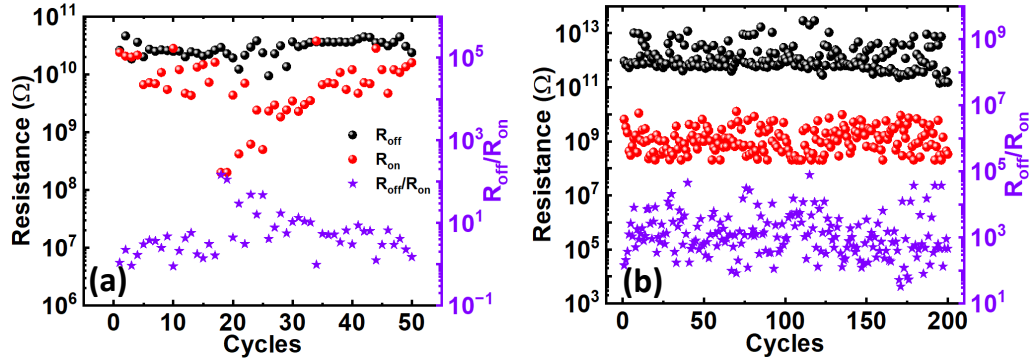 (a)
Resistance (Ω)
10¹¹
10¹⁰
10⁹
10⁸
10⁷
10⁶
R_off
R_on
R_off/R_on
10⁵
10³
10¹
10⁻¹
R_off/R_on
0 10 20 30 40 50
Cycles
(b)
Resistance (Ω)
10¹³
10¹¹
10⁹
10⁷
10⁵
10³
10⁹
10⁷
10⁵
10³
10¹
R_off/R_on
0 50 100 150 200
Cycles